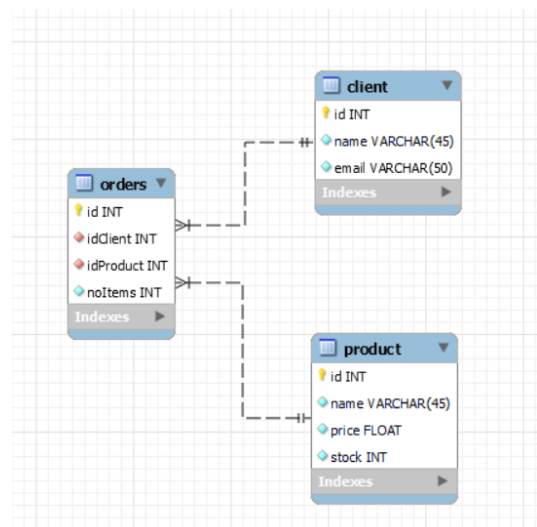 client
id INT
name VARCHAR(45)
email VARCHAR(50)
Indexes
orders
id INT
idClient INT
idProduct INT
noItems INT
Indexes
product
id INT
name VARCHAR(45)
price FLOAT
stock INT
Indexes